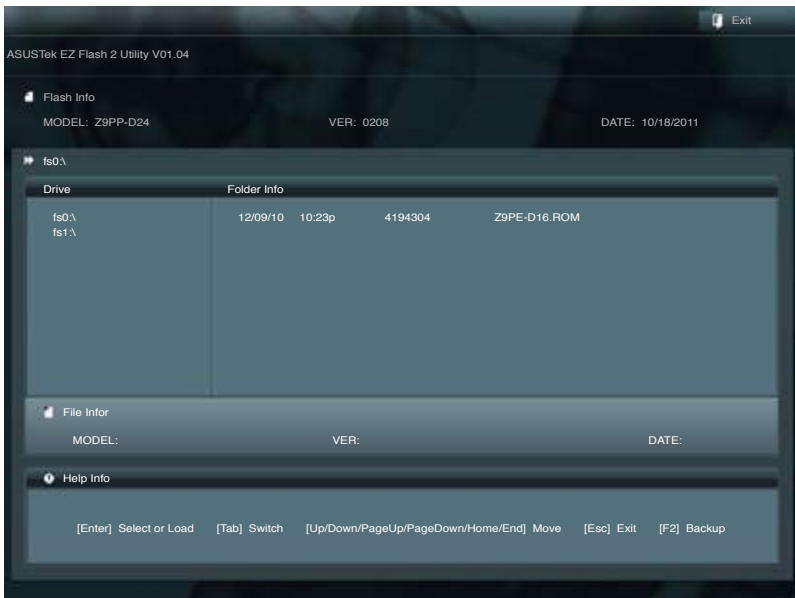 Exit
ASUSTek EZ Flash 2 Utility V01.04
Flash Info
MODEL: Z9PP-D24 VER: 0208 DATE: 10/18/2011
fs0:\
Drive Folder Info
fs0:\ 12/09/10 10:23p 4194304 Z9PE-D16.ROM
fs1:\
File Infor
MODEL: VER: DATE:
Help Info
[Enter] Select or Load [Tab] Switch [Up/Down/PageUp/PageDown/Home/End] Move [Esc] Exit [F2] Backup